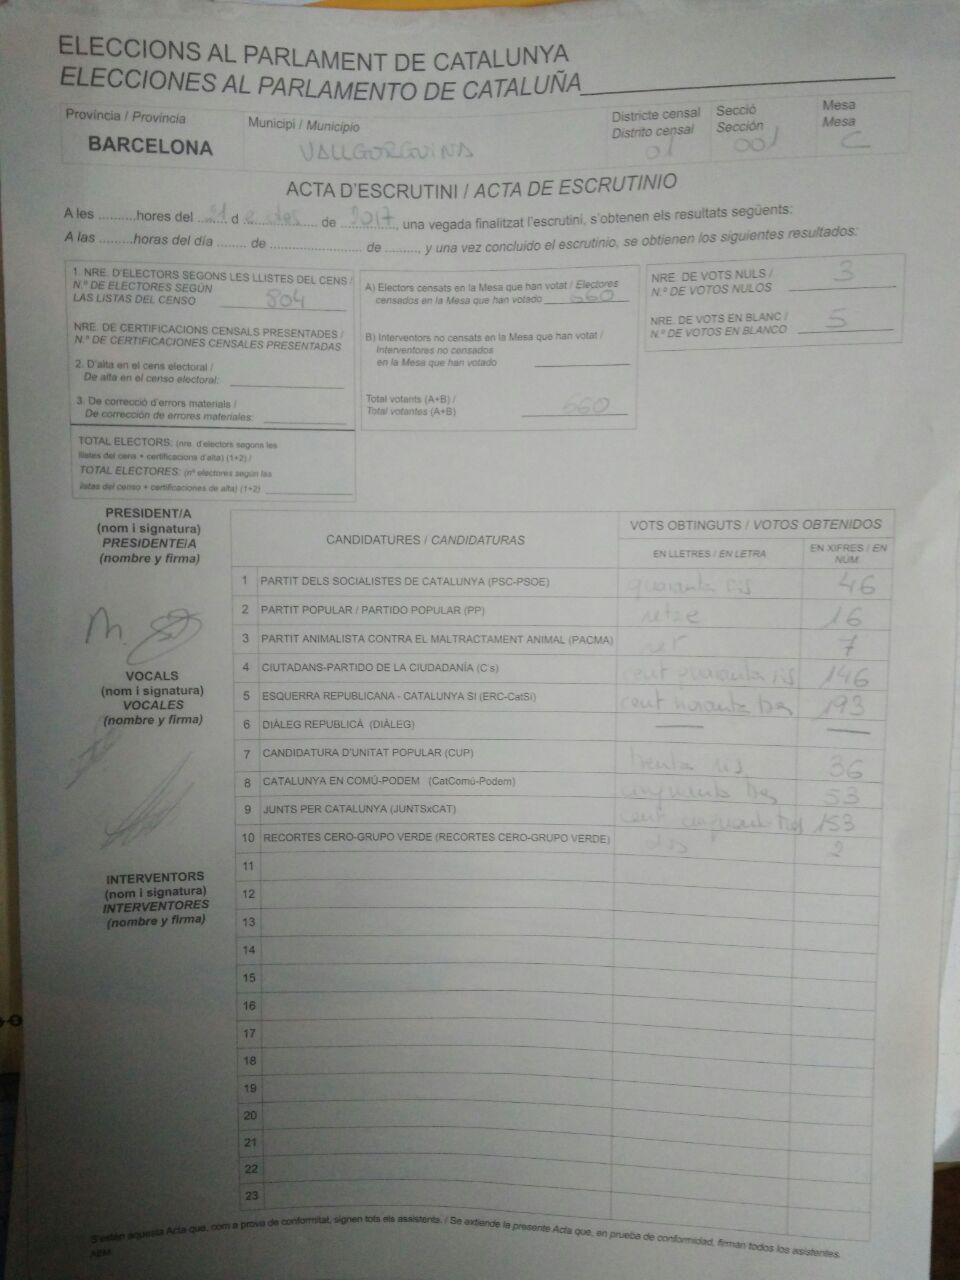 ELECCIONS AL PARLAMENT DE CATALUNYA
ELECCIONES AL PARLAMENTO DE CATALUÑA
Província / Provincia
BARCELONA
Municipi / Municipio
VALLGORGUINA
Districte censal
Distrito censal
01
Secció
Sección
001
Mesa
Mesa
C
ACTA D'ESCRUTINI / ACTA DE ESCRUTINIO
A les ..........hores del 21 d de 2017, una vegada finalitzat l'escrutini, s'obtenen els resultats següents:
A las .........horas del día ........ de ........................ de ........., y una vez concluido el escrutinio, se obtienen los siguientes resultados:
1. NRE. D'ELECTORS SEGONS LES LLISTES DEL CENS /
N.º DE ELECTORES SEGÚN
LAS LISTAS DEL CENSO 804
NRE. DE CERTIFICACIONS CENSALS PRESENTADES /
N.º DE CERTIFICACIONES CENSALES PRESENTADAS
2. D'alta en el cens electoral /
De alta en el censo electoral:
3. De correcció d'errors materials /
De corrección de errores materiales:
TOTAL ELECTORS: (nre. d'electors segons les
llistes del cens + certificacions d'alta) (1+2) /
TOTAL ELECTORES: (nº electores según las
listas del censo + certificaciones de alta) (1+2)
A) Electors censats en la Mesa que han votat / Electores
censados en la Mesa que han votado 660
B) Interventors no censats en la Mesa que han votat /
Interventores no censados
en la Mesa que han votado
Total votants (A+B) /
Total votantes (A+B) 660
NRE. DE VOTS NULS /
N.º DE VOTOS NULOS 3
NRE. DE VOTS EN BLANC /
N.º DE VOTOS EN BLANCO 5
PRESIDENT/A
(nom i signatura)
PRESIDENTE/A
(nombre y firma)
VOCALS
(nom i signatura)
VOCALES
(nombre y firma)
INTERVENTORS
(nom i signatura)
INTERVENTORES
(nombre y firma)
CANDIDATURES / CANDIDATURAS
VOTS OBTINGUTS / VOTOS OBTENIDOS
EN LLETRES / EN LETRA
EN XIFRES / EN
NÚM.
1 PARTIT DELS SOCIALISTES DE CATALUNYA (PSC-PSOE) quaranta sis 46
2 PARTIT POPULAR / PARTIDO POPULAR (PP) setze 16
3 PARTIT ANIMALISTA CONTRA EL MALTRACTAMENT ANIMAL (PACMA) set 7
4 CIUTADANS-PARTIDO DE LA CIUDADANÍA (C's) cent quaranta sis 146
5 ESQUERRA REPUBLICANA - CATALUNYA SI (ERC-CatSí) cent noranta tres 193
6 DIÀLEG REPUBLICÀ (DIÀLEG) — —
7 CANDIDATURA D'UNITAT POPULAR (CUP) trenta sis 36
8 CATALUNYA EN COMÚ-PODEM (CatComú-Podem) cinquanta tres 53
9 JUNTS PER CATALUNYA (JUNTSxCAT) cent cinquanta tres 153
10 RECORTES CERO-GRUPO VERDE (RECORTES CERO-GRUPO VERDE) dos 2
11
12
13
14
15
16
17
18
19
20
21
22
23
S'estén aquesta Acta que, com a prova de conformitat, signen tots els assistents. / Se extiende la presente Acta que, en prueba de conformidad, firman todos los asistentes.